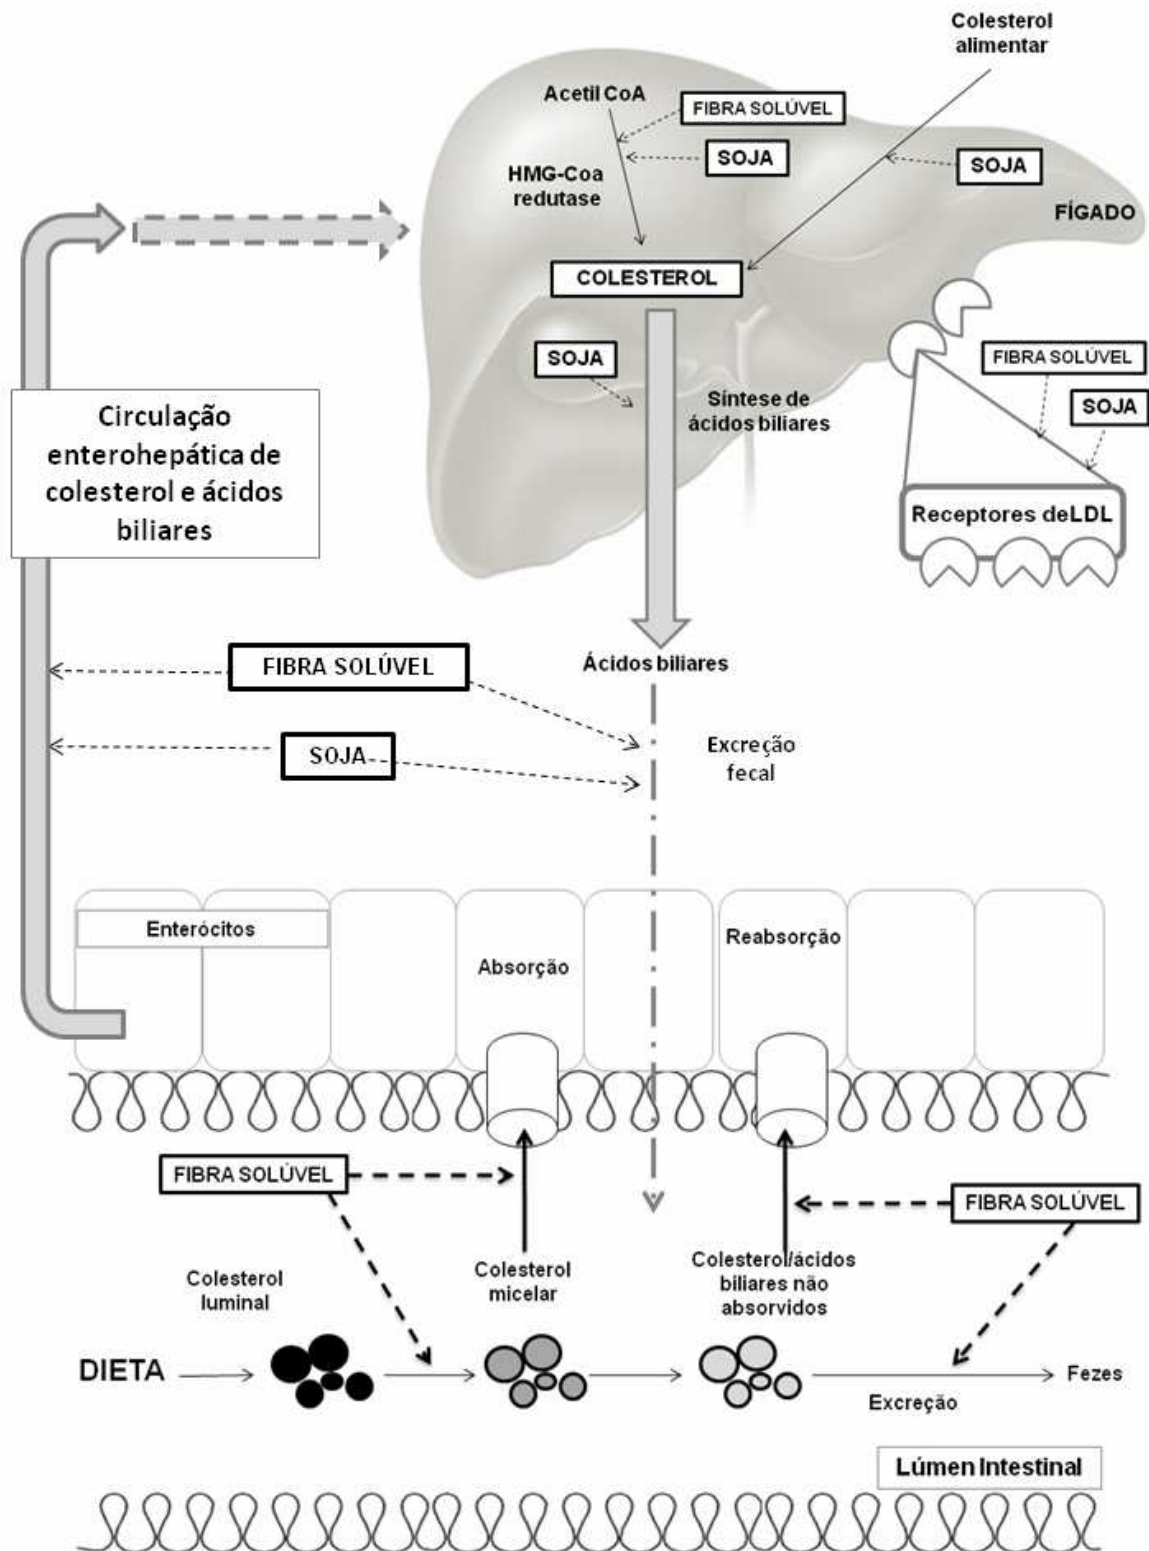 Colesterol
alimentar
Acetil CoA
FIBRA SOLÚVEL
SOJA
SOJA
HMG-Coa
redutase
FÍGADO
COLESTEROL
SOJA
FIBRA SOLÚVEL
SOJA
Síntese de
ácidos biliares
Circulação
enterohepática de
colesterol e ácidos
biliares
Receptores deLDL
FIBRA SOLÚVEL
Ácidos biliares
SOJA
Excreção
fecal
Enterócitos
Absorção
Reabsorção
FIBRA SOLÚVEL
FIBRA SOLÚVEL
Colesterol
luminal
Colesterol
micelar
Colesterol/ácidos
biliares não
absorvidos
DIETA
Fezes
Excreção
Lúmen Intestinal